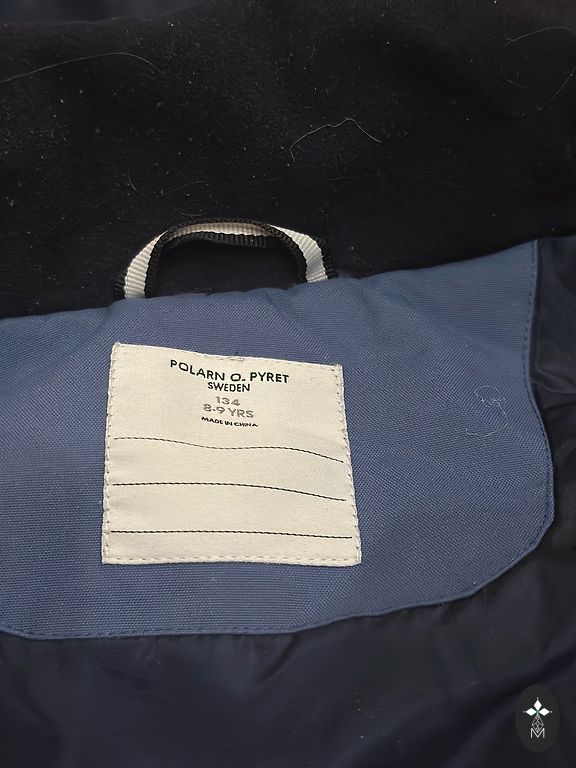 POLARN O. PYRET
SWEDEN
134
8-9 YRS
MADE IN CHINA
M